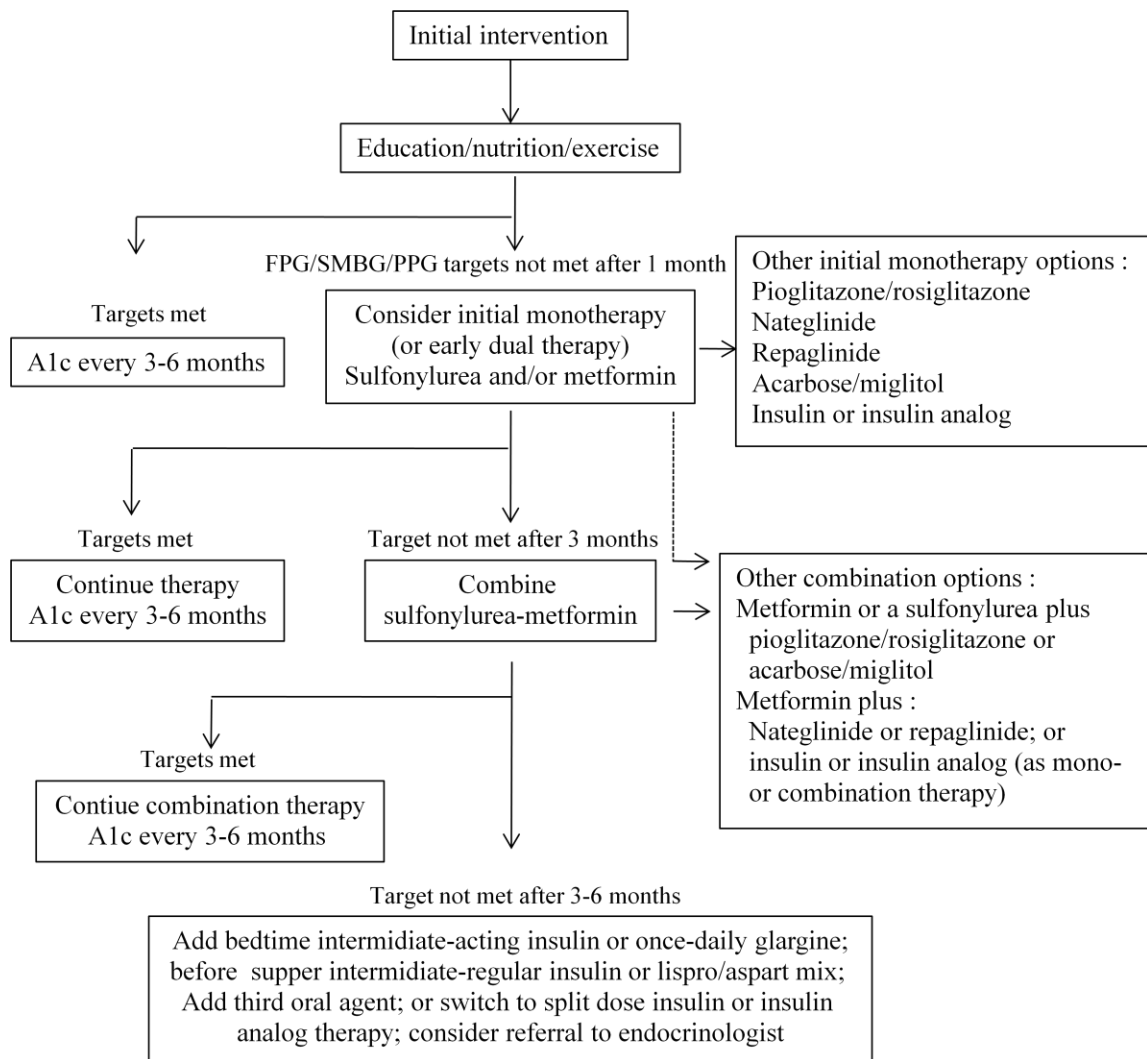 Initial intervention
Education/nutrition/exercise
FPG/SMBG/PPG targets not met after 1 month
Targets met
A1c every 3-6 months
Consider initial monotherapy
(or early dual therapy)
Sulfonylurea and/or metformin
Other initial monotherapy options :
Pioglitazone/rosiglitazone
Nateglinide
Repaglinide
Acarbose/miglitol
Insulin or insulin analog
Targets met
Continue therapy
A1c every 3-6 months
Target not met after 3 months
Combine
sulfonylurea-metformin
Other combination options :
Metformin or a sulfonylurea plus
pioglitazone/rosiglitazone or
acarbose/miglitol
Metformin plus :
Nateglinide or repaglinide; or
insulin or insulin analog (as mono-
or combination therapy)
Targets met
Contiue combination therapy
A1c every 3-6 months
Target not met after 3-6 months
Add bedtime intermidiate-acting insulin or once-daily glargine;
before supper intermidiate-regular insulin or lispro/aspart mix;
Add third oral agent; or switch to split dose insulin or insulin
analog therapy; consider referral to endocrinologist